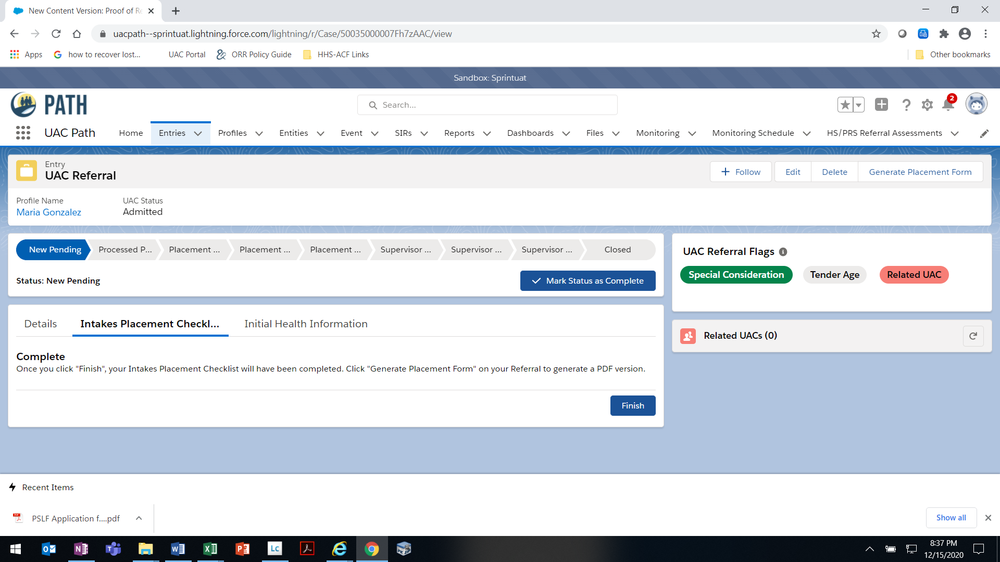 New Content Version: Proof of Re
uacpath--sprintuat.lightning.force.com/lightning/r/Case/50035000007Fh7zAAC/view
Apps how to recover lost... UAC Portal ORR Policy Guide HHS-ACF Links Other bookmarks
Sandbox: Sprintuat
PATH Search... 2
UAC Path Home Entries Profiles Entities Event SIRs Reports Dashboards Files Monitoring Monitoring Schedule HS/PRS Referral Assessments
Entry
UAC Referral
Follow Edit Delete Generate Placement Form
Profile Name UAC Status
Maria Gonzalez Admitted
New Pending Processed P... Placement ... Placement ... Placement ... Supervisor ... Supervisor ... Supervisor ... Closed
Status: New Pending Mark Status as Complete
UAC Referral Flags
Special Consideration Tender Age Related UAC
Related UACs (0)
Details Intakes Placement Checkl... Initial Health Information
Complete
Once you click "Finish", your Intakes Placement Checklist will have been completed. Click "Generate Placement Form" on your Referral to generate a PDF version.
Finish
Recent Items
PSLF Application f....pdf Show all
8:37 PM
12/15/2020